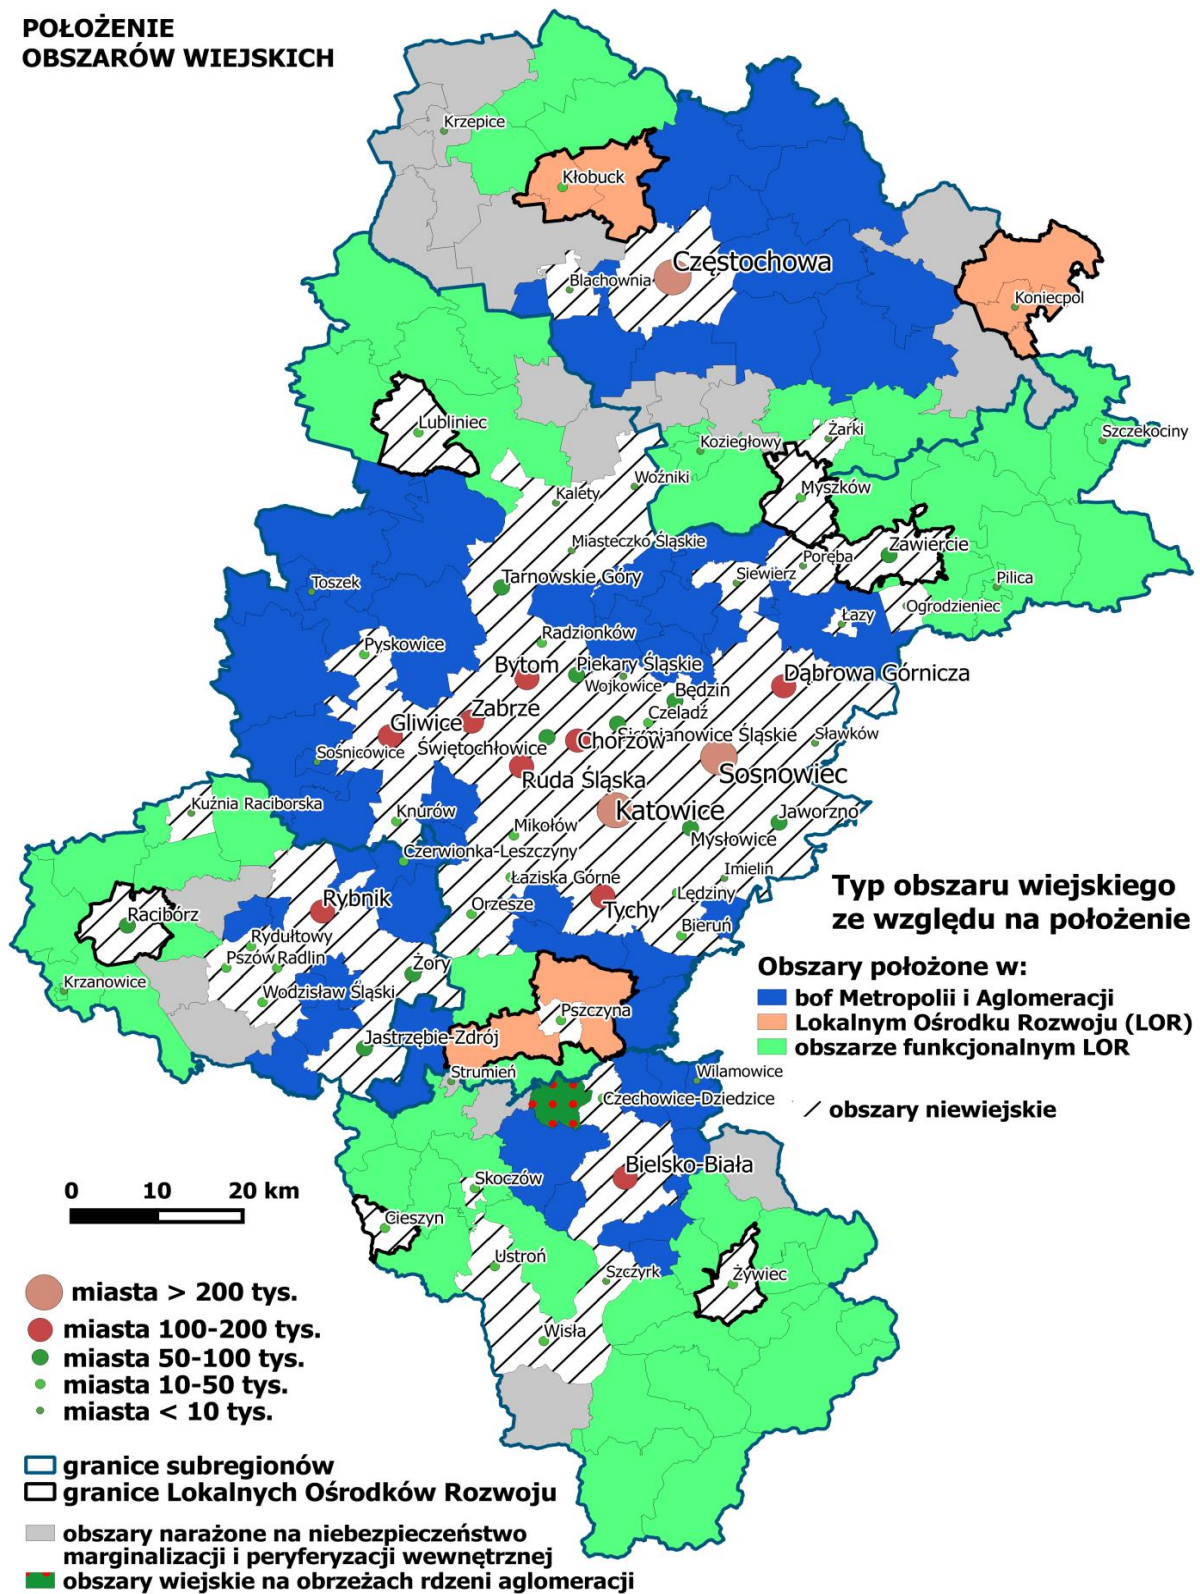 POŁOŻENIE
OBSZARÓW WIEJSKICH
Krzepice
Kłobuck
Częstochowa
Blachownia
Koniecpol
Lubliniec
Koziegłowy
Żarki
Szczekociny
Woźniki
Kalety
Myszków
Miasteczko Śląskie
Zawiercie
Poręba
Siewierz
Tarnowskie Góry
Toszek
Pilica
Ogrodzieniec
Łazy
Radzionków
Pyskowice
Bytom
Piekary Śląskie
Wojkowice
Dąbrowa Górnicza
Będzin
Zabrze
Czeladź
Gliwice
Świętochłowice
Chorzów
Siemianowice Śląskie
Sławków
Sośnicowice
Sosnowiec
Ruda Śląska
Kuźnia Raciborska
Katowice
Knurów
Jaworzno
Mikołów
Mysłowice
Czerwionka-Leszczyny
Imielin
Łaziska Górne
Lędziny
Rybnik
Tychy
Orzesze
Racibórz
Bieruń
Rydułtowy
Pszów
Radlin
Żory
Krzanowice
Wodzisław Śląski
Pszczyna
Jastrzębie-Zdrój
Strumień
Wilamowice
Czechowice-Dziedzice
Bielsko-Biała
Skoczów
Cieszyn
Ustroń
Szczyrk
Żywiec
Wisła
Typ obszaru wiejskiego
ze względu na położenie
Obszary położone w:
bof Metropolii i Aglomeracji
Lokalnym Ośrodku Rozwoju (LOR)
obszarze funkcjonalnym LOR
obszary niewiejskie
0 10 20 km
miasta > 200 tys.
miasta 100-200 tys.
miasta 50-100 tys.
miasta 10-50 tys.
miasta < 10 tys.
granice subregionów
granice Lokalnych Ośrodków Rozwoju
obszary narażone na niebezpieczeństwo
marginalizacji i peryferyzacji wewnętrznej
obszary wiejskie na obrzeżach rdzeni aglomeracji